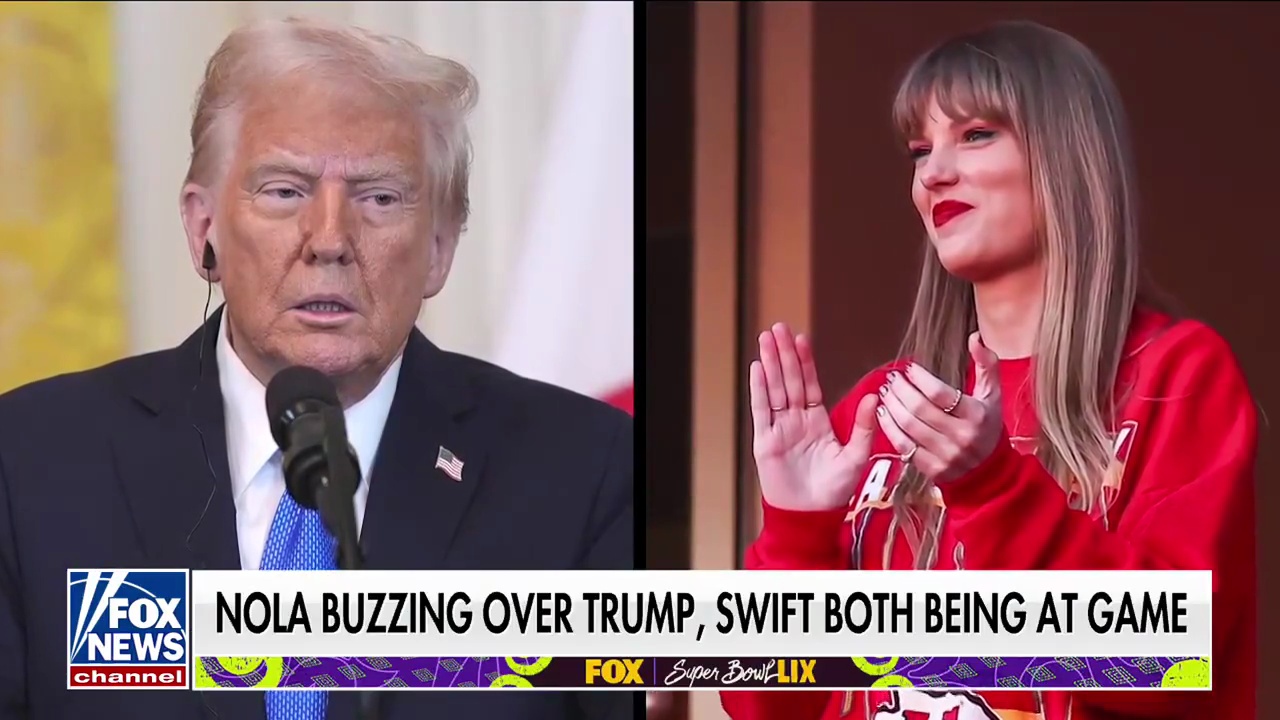 NOLA BUZZING OVER TRUMP, SWIFT BOTH BEING AT GAME
FOX
NEWS
channel
FOX Super Bowl LIX